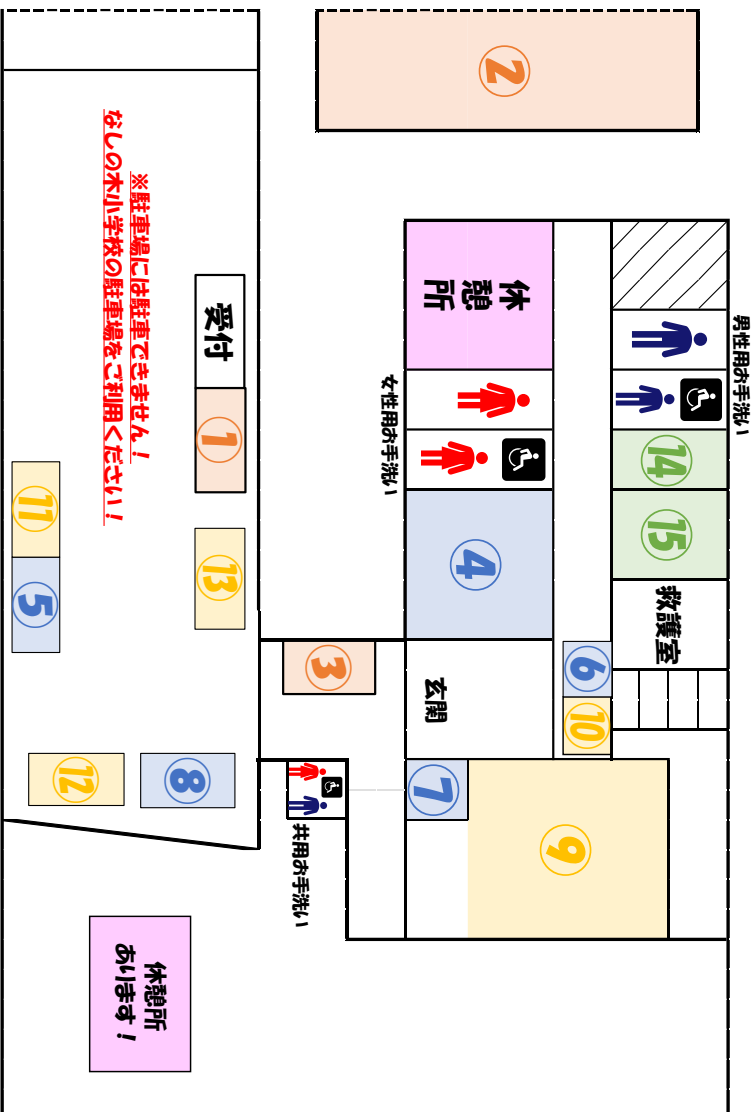 男性用お手洗い
⑭
⑮
救護室
⑥
⑩
②
休憩所
④
⑨
玄関
⑦
女性用お手洗い
③
共用お手洗い
受付
①
⑬
⑧
※駐車場には駐車できません！
なしの木小学校の駐車場をご利用ください！
休憩所
あります！
⑫
⑪
⑤